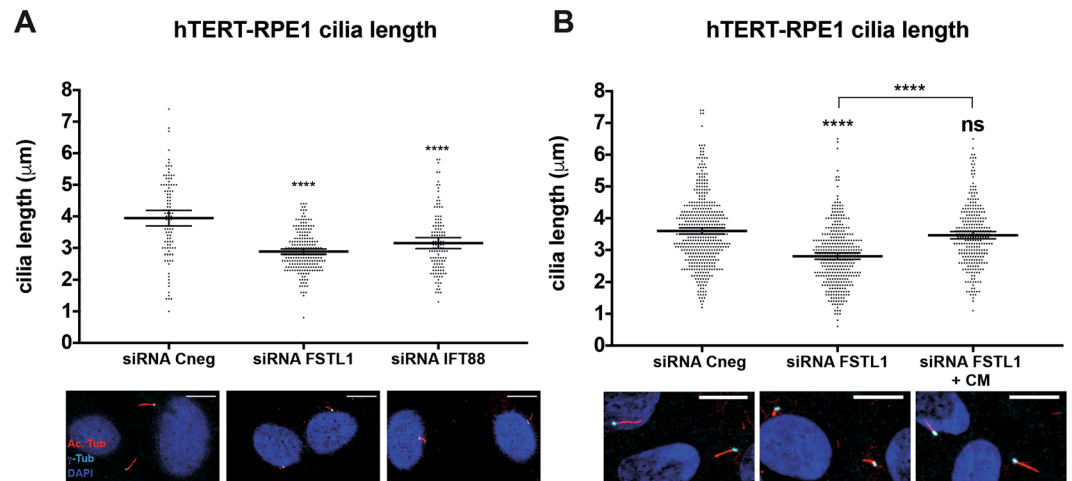 A
hTERT-RPE1 cilia length
cilia length (μm)
8
7
6
5
4
3
2
1
0
****
****
siRNA Cneg
siRNA FSTL1
siRNA IFT88
Ac. Tub
γ-Tub
DAPI
B
hTERT-RPE1 cilia length
cilia length (μm)
8
7
6
5
4
3
2
1
0
****
****
ns
siRNA Cneg
siRNA FSTL1
siRNA FSTL1
+ CM